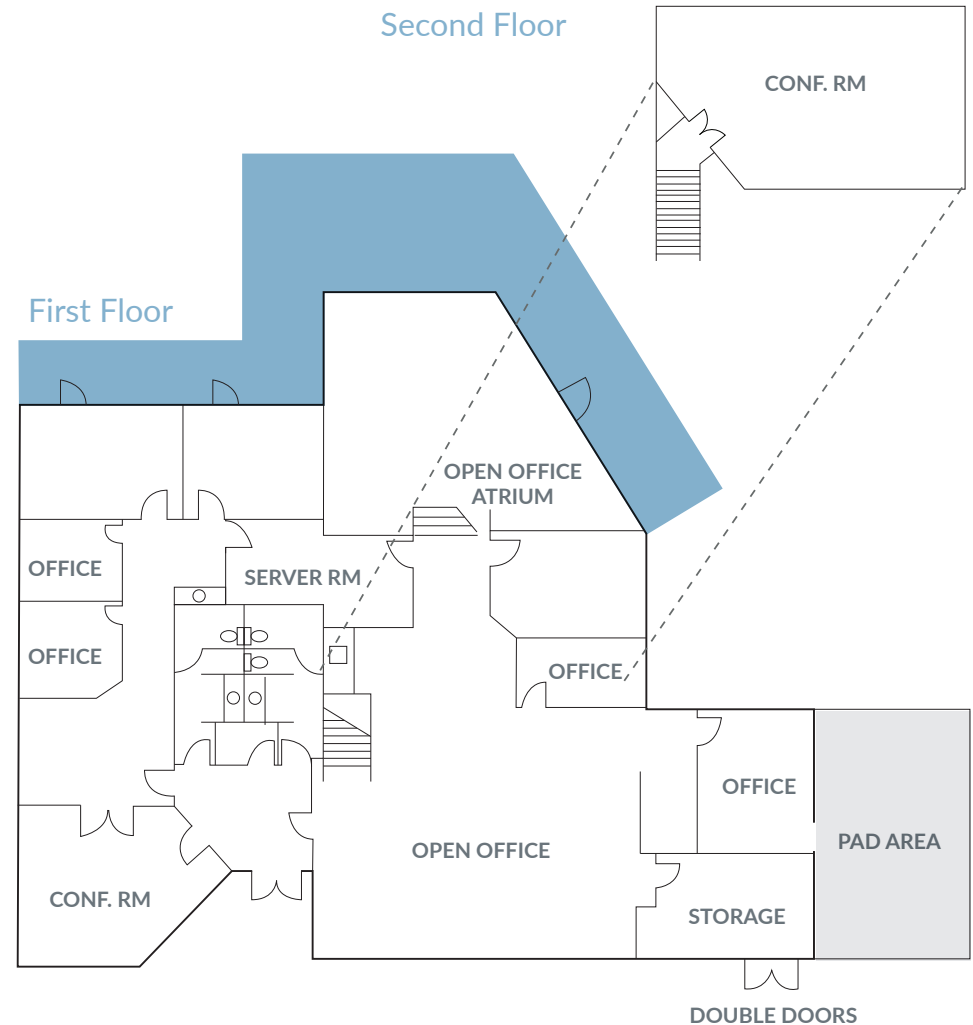 Second Floor
CONF. RM
First Floor
OPEN OFFICE
ATRIUM
OFFICE
SERVER RM
OFFICE
OFFICE
OFFICE
PAD AREA
OPEN OFFICE
CONF. RM
STORAGE
DOUBLE DOORS